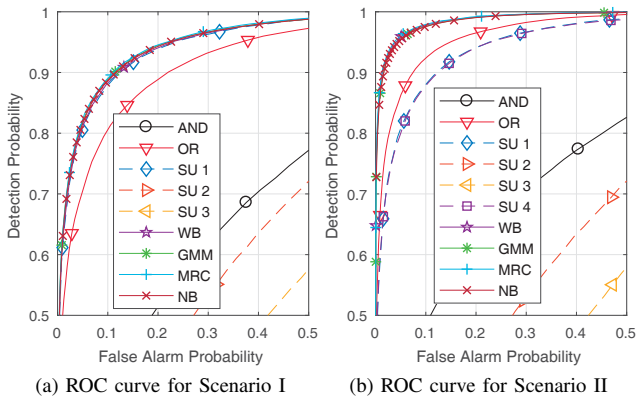 Detection Probability
1
0.9
0.8
0.7
0.6
0.5
0 0.1 0.2 0.3 0.4 0.5
False Alarm Probability
AND
OR
SU 1
SU 2
SU 3
WB
GMM
MRC
NB
(a) ROC curve for Scenario I
Detection Probability
1
0.9
0.8
0.7
0.6
0.5
0 0.1 0.2 0.3 0.4 0.5
False Alarm Probability
AND
OR
SU 1
SU 2
SU 3
SU 4
WB
GMM
MRC
NB
(b) ROC curve for Scenario II